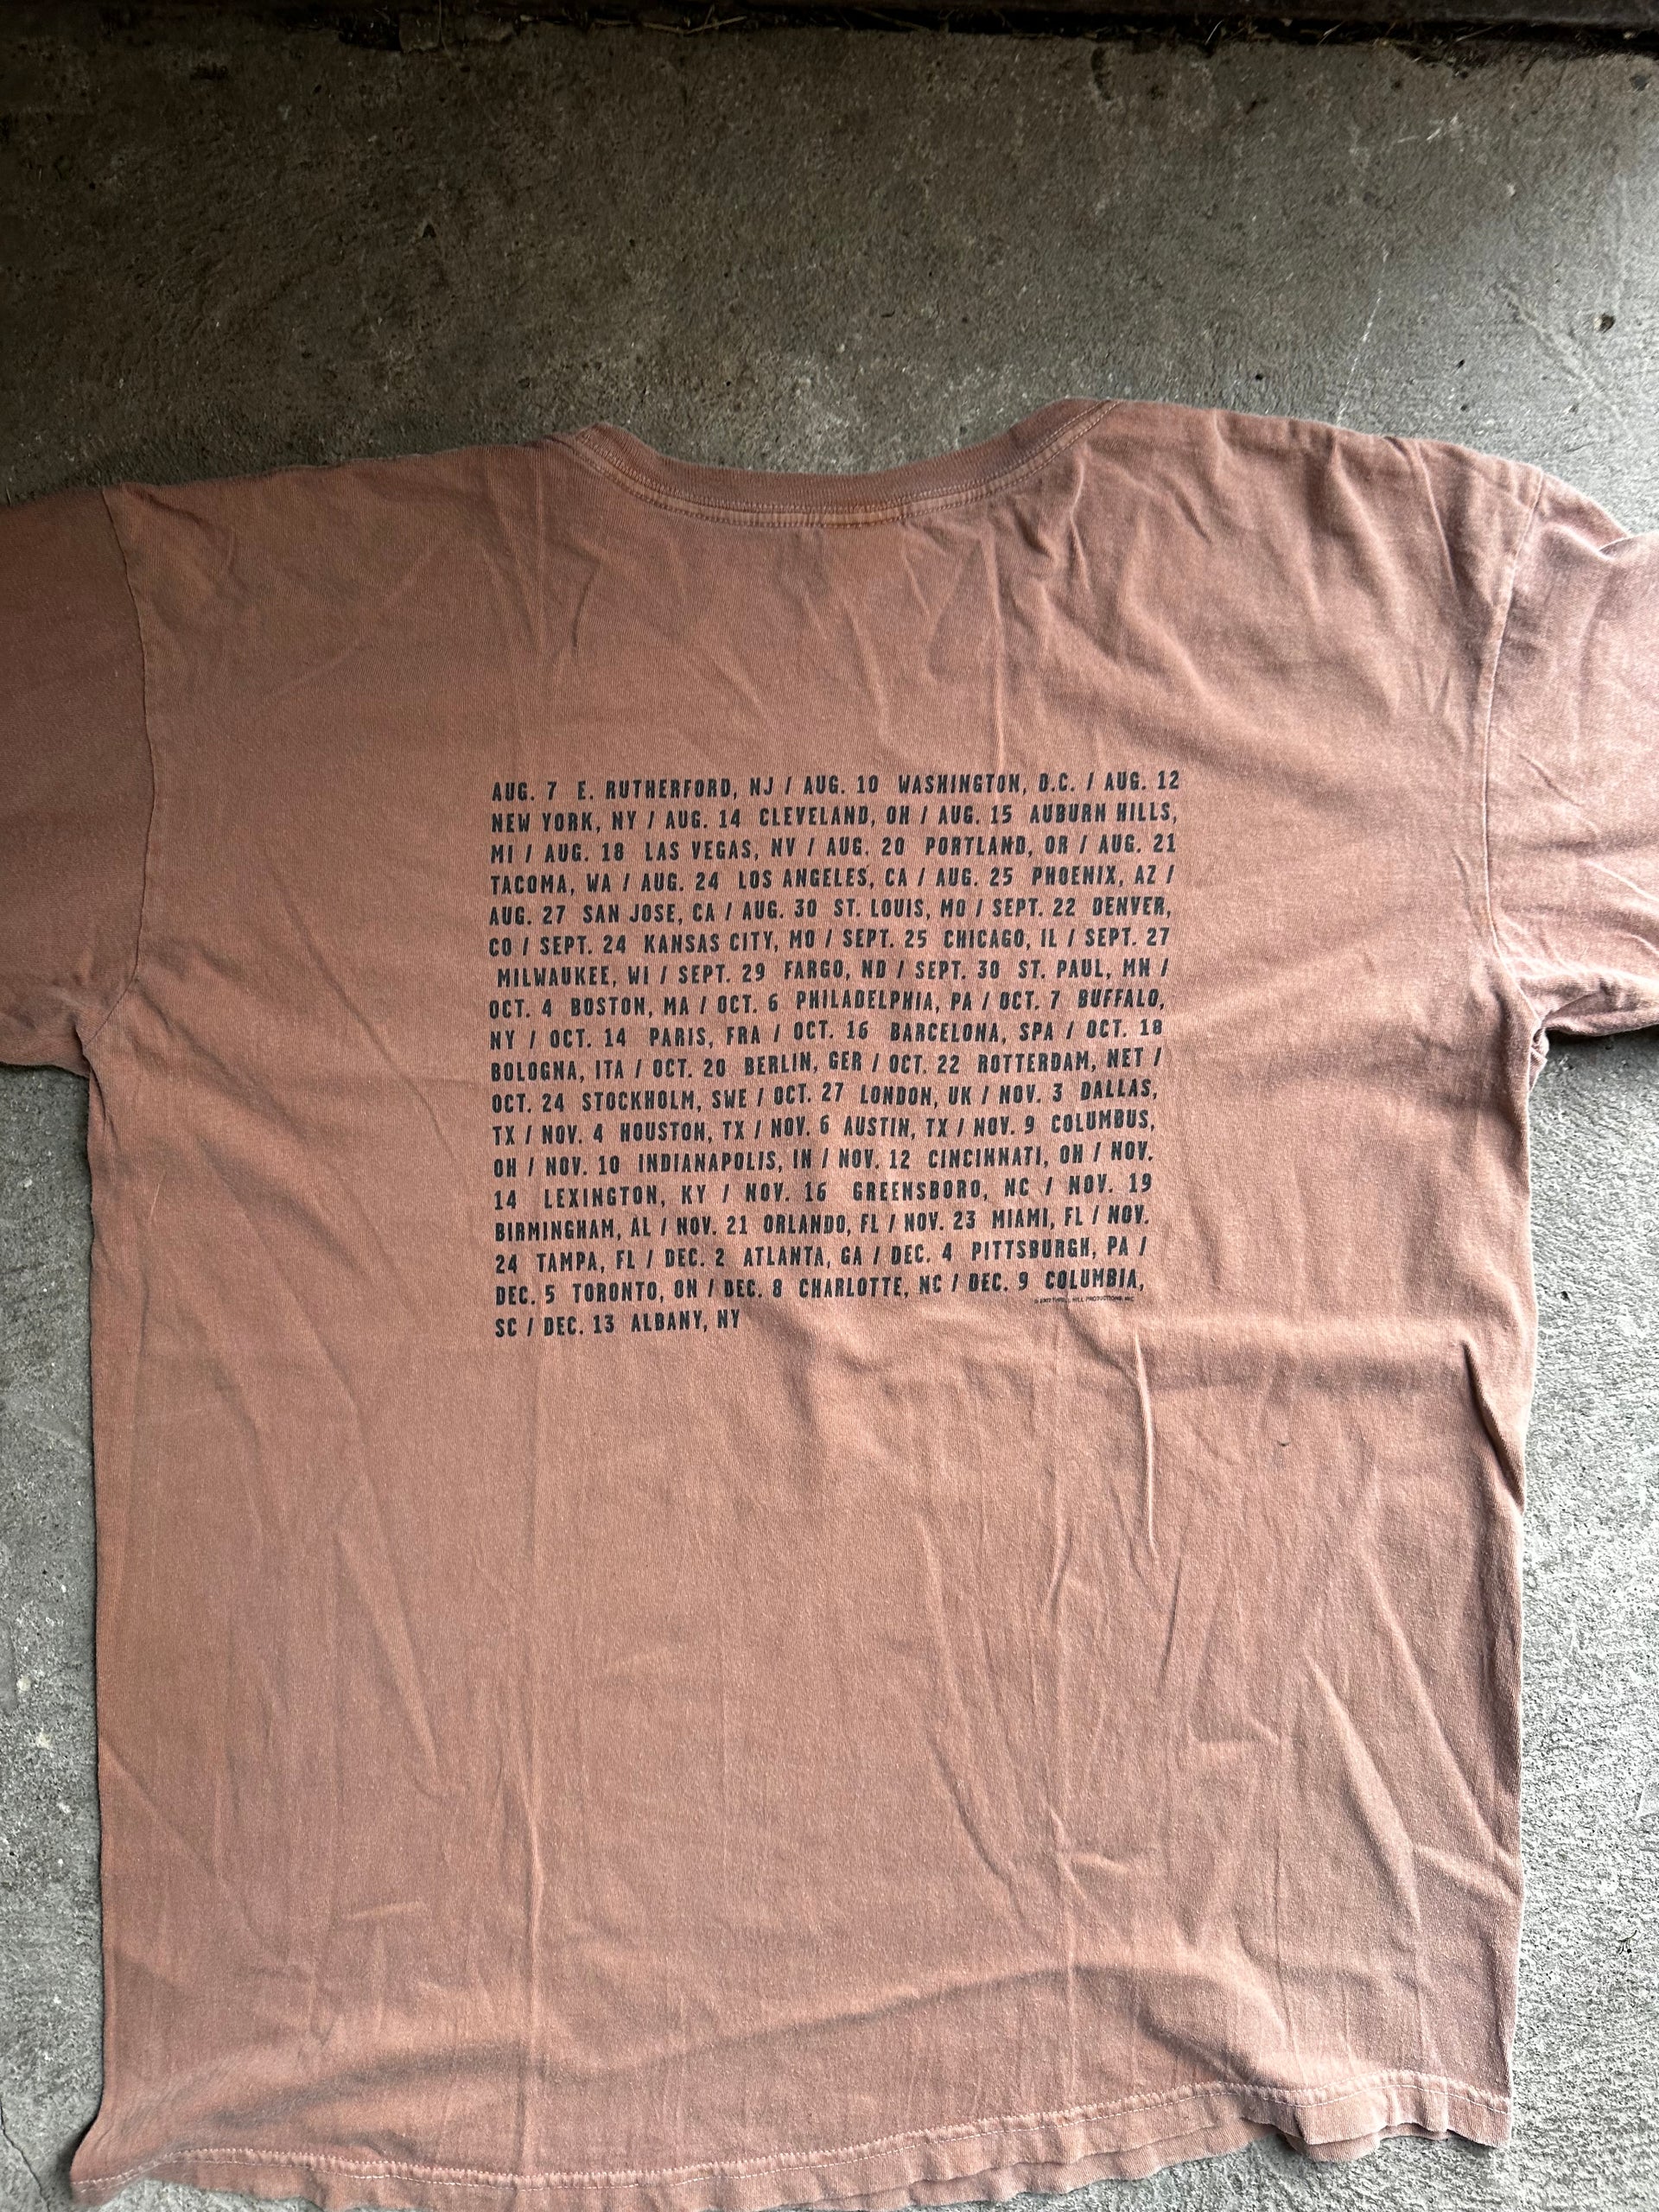 AUG. 7 E. RUTHERFORD, NJ / AUG. 10 WASHINGTON, D.C. / AUG. 12
NEW YORK, NY / AUG. 14 CLEVELAND, OH / AUG. 15 AUBURN HILLS,
MI / AUG. 18 LAS VEGAS, NV / AUG. 20 PORTLAND, OR / AUG. 21
TACOMA, WA / AUG. 24 LOS ANGELES, CA / AUG. 25 PHOENIX, AZ /
AUG. 27 SAN JOSE, CA / AUG. 30 ST. LOUIS, MO / SEPT. 22 DENVER,
CO / SEPT. 24 KANSAS CITY, MO / SEPT. 25 CHICAGO, IL / SEPT. 27
MILWAUKEE, WI / SEPT. 29 FARGO, ND / SEPT. 30 ST. PAUL, MN /
OCT. 4 BOSTON, MA / OCT. 6 PHILADELPHIA, PA / OCT. 7 BUFFALO,
NY / OCT. 14 PARIS, FRA / OCT. 16 BARCELONA, SPA / OCT. 18
BOLOGNA, ITA / OCT. 20 BERLIN, GER / OCT. 22 ROTTERDAM, NET /
OCT. 24 STOCKHOLM, SWE / OCT. 27 LONDON, UK / NOV. 3 DALLAS,
TX / NOV. 4 HOUSTON, TX / NOV. 6 AUSTIN, TX / NOV. 9 COLUMBUS,
OH / NOV. 10 INDIANAPOLIS, IN / NOV. 12 CINCINNATI, OH / NOV.
14 LEXINGTON, KY / NOV. 16 GREENSBORO, NC / NOV. 19
BIRMINGHAM, AL / NOV. 21 ORLANDO, FL / NOV. 23 MIAMI, FL / NOV.
24 TAMPA, FL / DEC. 2 ATLANTA, GA / DEC. 4 PITTSBURGH, PA /
DEC. 5 TORONTO, ON / DEC. 8 CHARLOTTE, NC / DEC. 9 COLUMBIA,
SC / DEC. 13 ALBANY, NY
HILL PRODUCTIONS